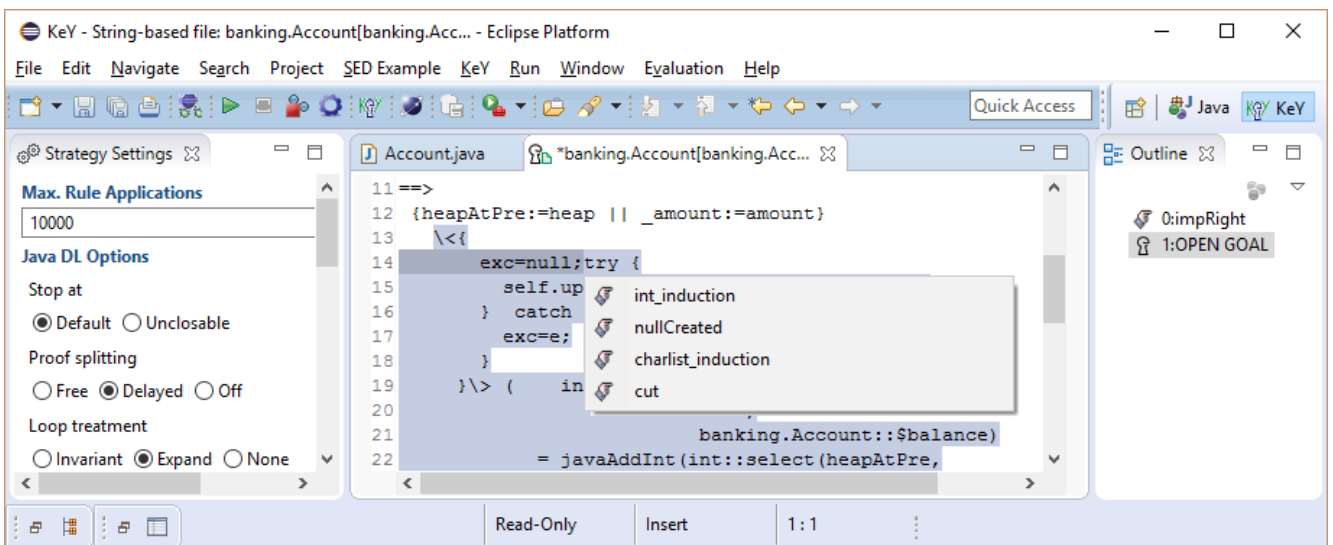 KeY - String-based file: banking.Account[banking.Acc... - Eclipse Platform
File Edit Navigate Search Project SED Example KeY Run Window Evaluation Help
Quick Access
Java
KeY
Strategy Settings
Max. Rule Applications
10000
Java DL Options
Stop at
Default Unclosable
Proof splitting
Free Delayed Off
Loop treatment
Invariant Expand None
Account.java
*banking.Account[banking.Acc...
11 ==>
12 {heapAtPre:=heap || _amount:=amount}
13 \<{
14 exc=null;try {
15 self.up
16 } catch
17 exc=e;
18 }
19 }\> ( in
20
21 banking.Account::$balance)
22 = javaAddInt(int::select(heapAtPre,
int_induction
nullCreated
charlist_induction
cut
Outline
0:impRight
1:OPEN GOAL
Read-Only
Insert
1 : 1